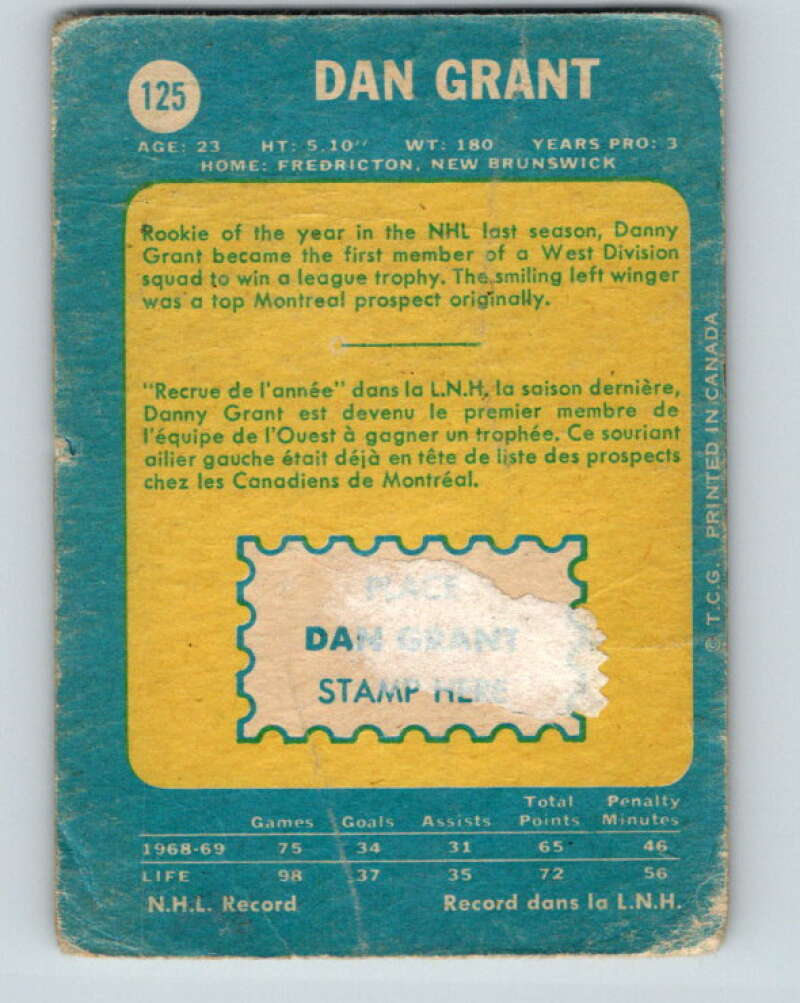 125
DAN GRANT
AGE: 23 HT: 5.10" WT: 180 YEARS PRO: 3
HOME: FREDRICTON, NEW BRUNSWICK
Rookie of the year in the NHL last season, Danny
Grant became the first member of a West Division
squad to win a league trophy. The smiling left winger
was a top Montreal prospect originally.
"Recrue de l'année" dans la L.N.H. la saison dernière,
Danny Grant est devenu le premier membre de
l'équipe de l'Ouest à gagner un trophée. Ce souriant
ailier gauche était déjà en tête de liste des prospects
chez les Canadiens de Montréal.
PLACE
DAN GRANT
STAMP HERE
© T.C.G. PRINTED IN CANADA
Total Penalty
Games Goals Assists Points Minutes
1968-69 75 34 31 65 46
LIFE 98 37 35 72 56
N.H.L. Record Record dans la L.N.H.